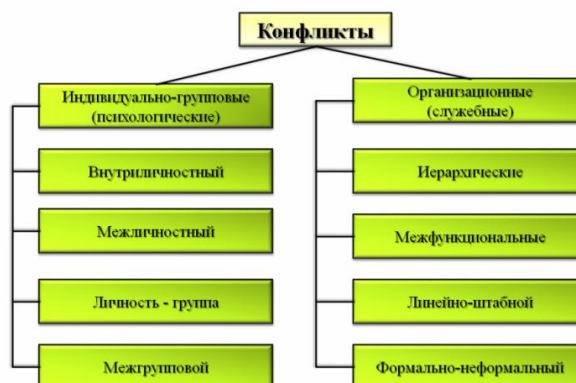 Конфликты
Индивидуально-групповые
(психологические)
Внутриличностный
Межличностный
Личность - группа
Межгрупповой
Организационные
(служебные)
Иерархические
Межфункциональные
Линейно-штабной
Формально-неформальный